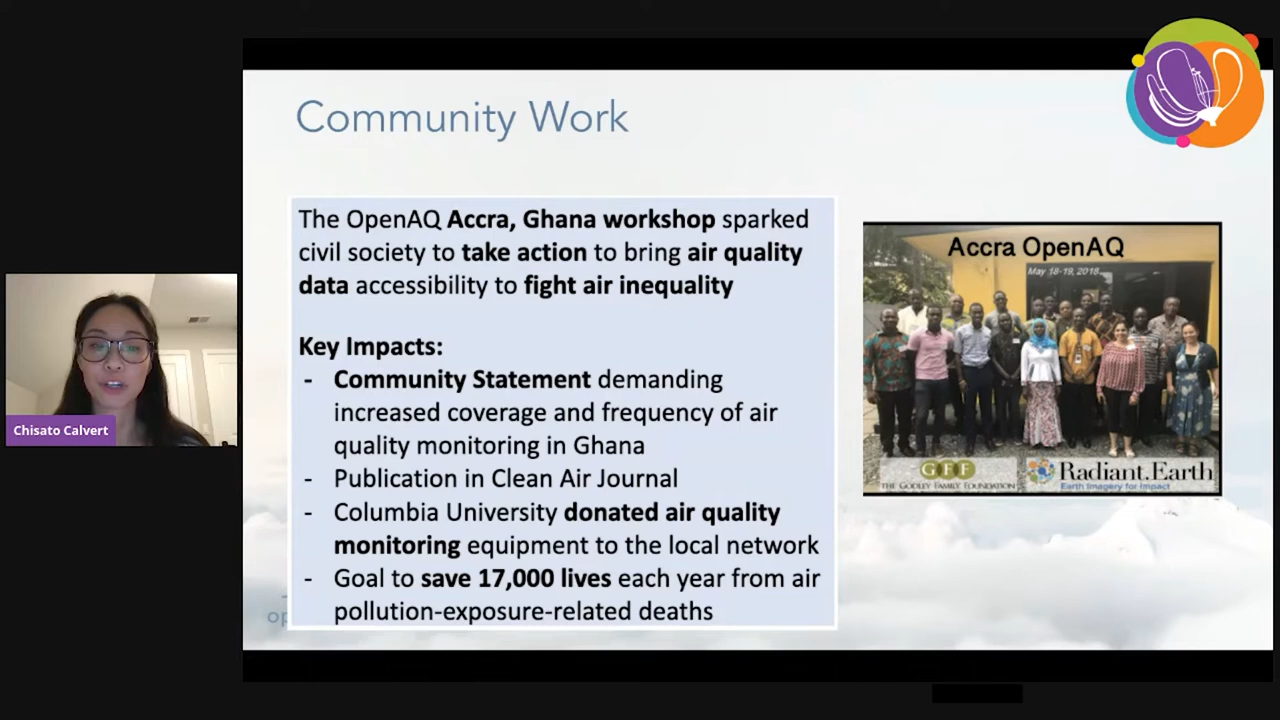 Community Work
The OpenAQ Accra, Ghana workshop sparked
civil society to take action to bring air quality
data accessibility to fight air inequality
Key Impacts:
- Community Statement demanding
increased coverage and frequency of air
quality monitoring in Ghana
- Publication in Clean Air Journal
- Columbia University donated air quality
monitoring equipment to the local network
- Goal to save 17,000 lives each year from air
pollution-exposure-related deaths
op
Accra OpenAQ
May 18-19, 2018
GFF
THE GODLEY FAMILY FOUNDATION
Radiant.Earth
Earth Imagery for Impact
Chisato Calvert